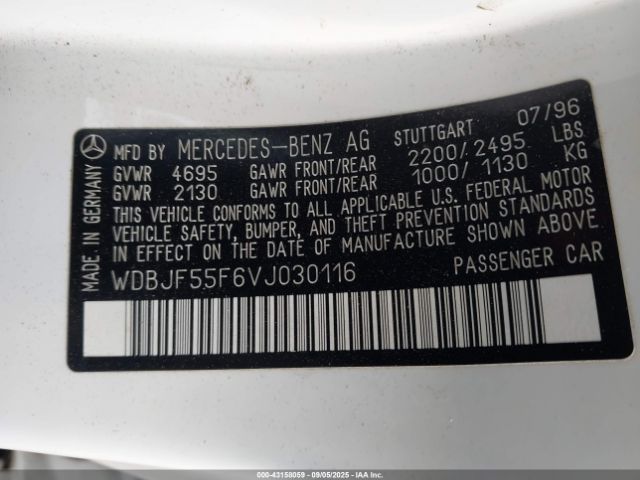 MADE IN GERMANY
07/96
MFD BY MERCEDES-BENZ AG STUTTGART
GVWR 4695 GAWR FRONT/REAR 2200/2495 LBS
GVWR 2130 GAWR FRONT/REAR 1000/1130 KG
THIS VEHICLE CONFORMS TO ALL APPLICABLE U.S. FEDERAL MOTOR
VEHICLE SAFETY, BUMPER, AND THEFT PREVENTION STANDARDS
IN EFFECT ON THE DATE OF MANUFACTURE SHOWN ABOVE
WDBJF55F6VJ030116 PASSENGER CAR
000-43158059 - 09/05/2025 - IAAI.COM